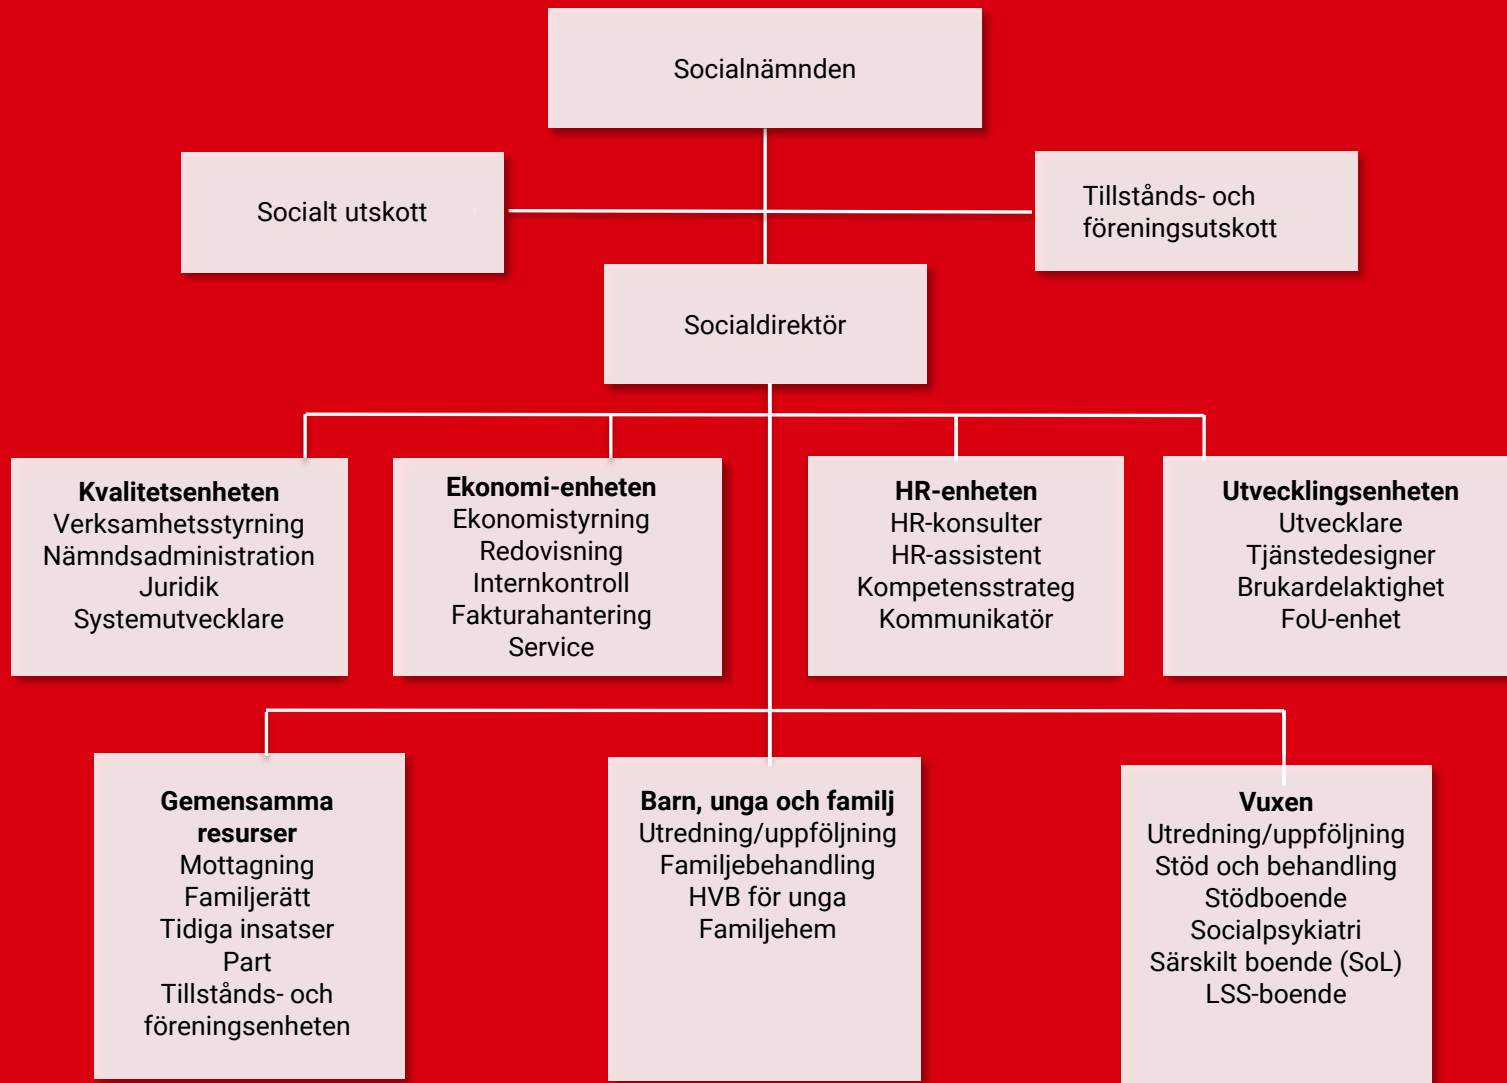 Socialnämnden
Socialt utskott
Tillstånds- och
föreningsutskott
Socialdirektör
Kvalitetsenheten
Verksamhetsstyrning
Nämndsadministration
Juridik
Systemutvecklare
Ekonomi-enheten
Ekonomistyrning
Redovisning
Internkontroll
Fakturahantering
Service
HR-enheten
HR-konsulter
HR-assistent
Kompetensstrateg
Kommunikatör
Utvecklingsenheten
Utvecklare
Tjänstedesigner
Brukardelaktighet
FoU-enhet
Gemensamma
resurser
Mottagning
Familjerätt
Tidiga insatser
Part
Tillstånds- och
föreningsenheten
Barn, unga och familj
Utredning/uppföljning
Familjebehandling
HVB för unga
Familjehem
Vuxen
Utredning/uppföljning
Stöd och behandling
Stödboende
Socialpsykiatri
Särskilt boende (SoL)
LSS-boende